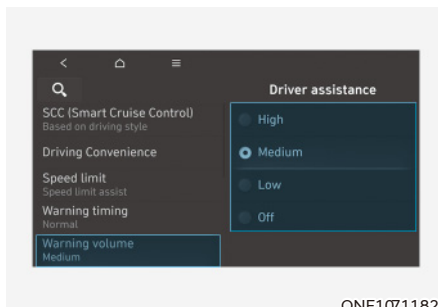 Driver assistance
SCC (Smart Cruise Control)
Based on driving style
Driving Convenience
Speed limit
Speed limit assist
Warning timing
Normal
Warning volume
Medium
High
Medium
Low
Off